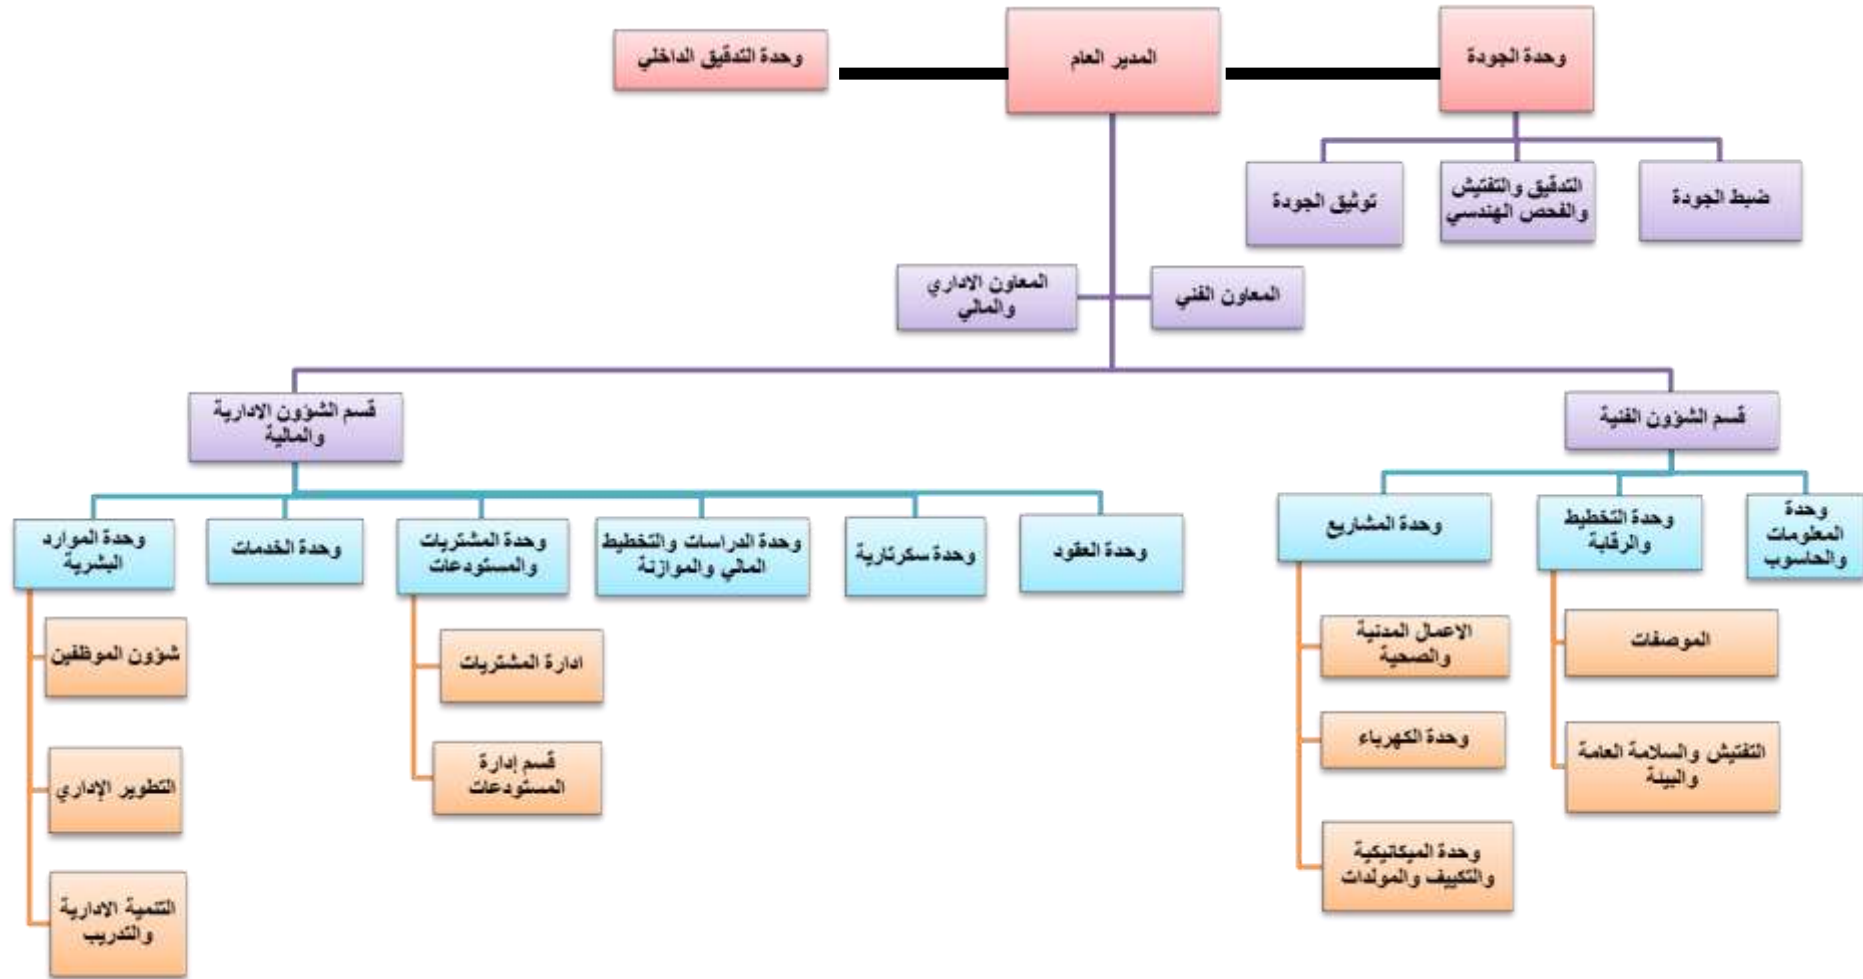 وحدة الجودة
المدير العام
وحدة التدقيق الداخلي
ضبط الجودة
التدقيق والتفتيش
والفحص الهندسي
توثيق الجودة
المعاون الفني
المعاون الاداري
والمالي
قسم الشؤون الفنية
قسم الشؤون الادارية
والمالية
وحدة
المعلومات
والحاسوب
وحدة التخطيط
والرقابة
وحدة المشاريع
وحدة العقود
وحدة سكرتارية
وحدة الدراسات والتخطيط
المالي والموازنة
وحدة المشتريات
والمستودعات
وحدة الخدمات
وحدة الموارد
البشرية
الموصفات
التفتيش والسلامة العامة
والبيئة
الاعمال المدنية
والصحية
وحدة الكهرباء
وحدة الميكانيكية
والتكييف والمولدات
ادارة المشتريات
قسم إدارة
المستودعات
شؤون الموظفين
التطوير الإداري
التنمية الادارية
والتدريب